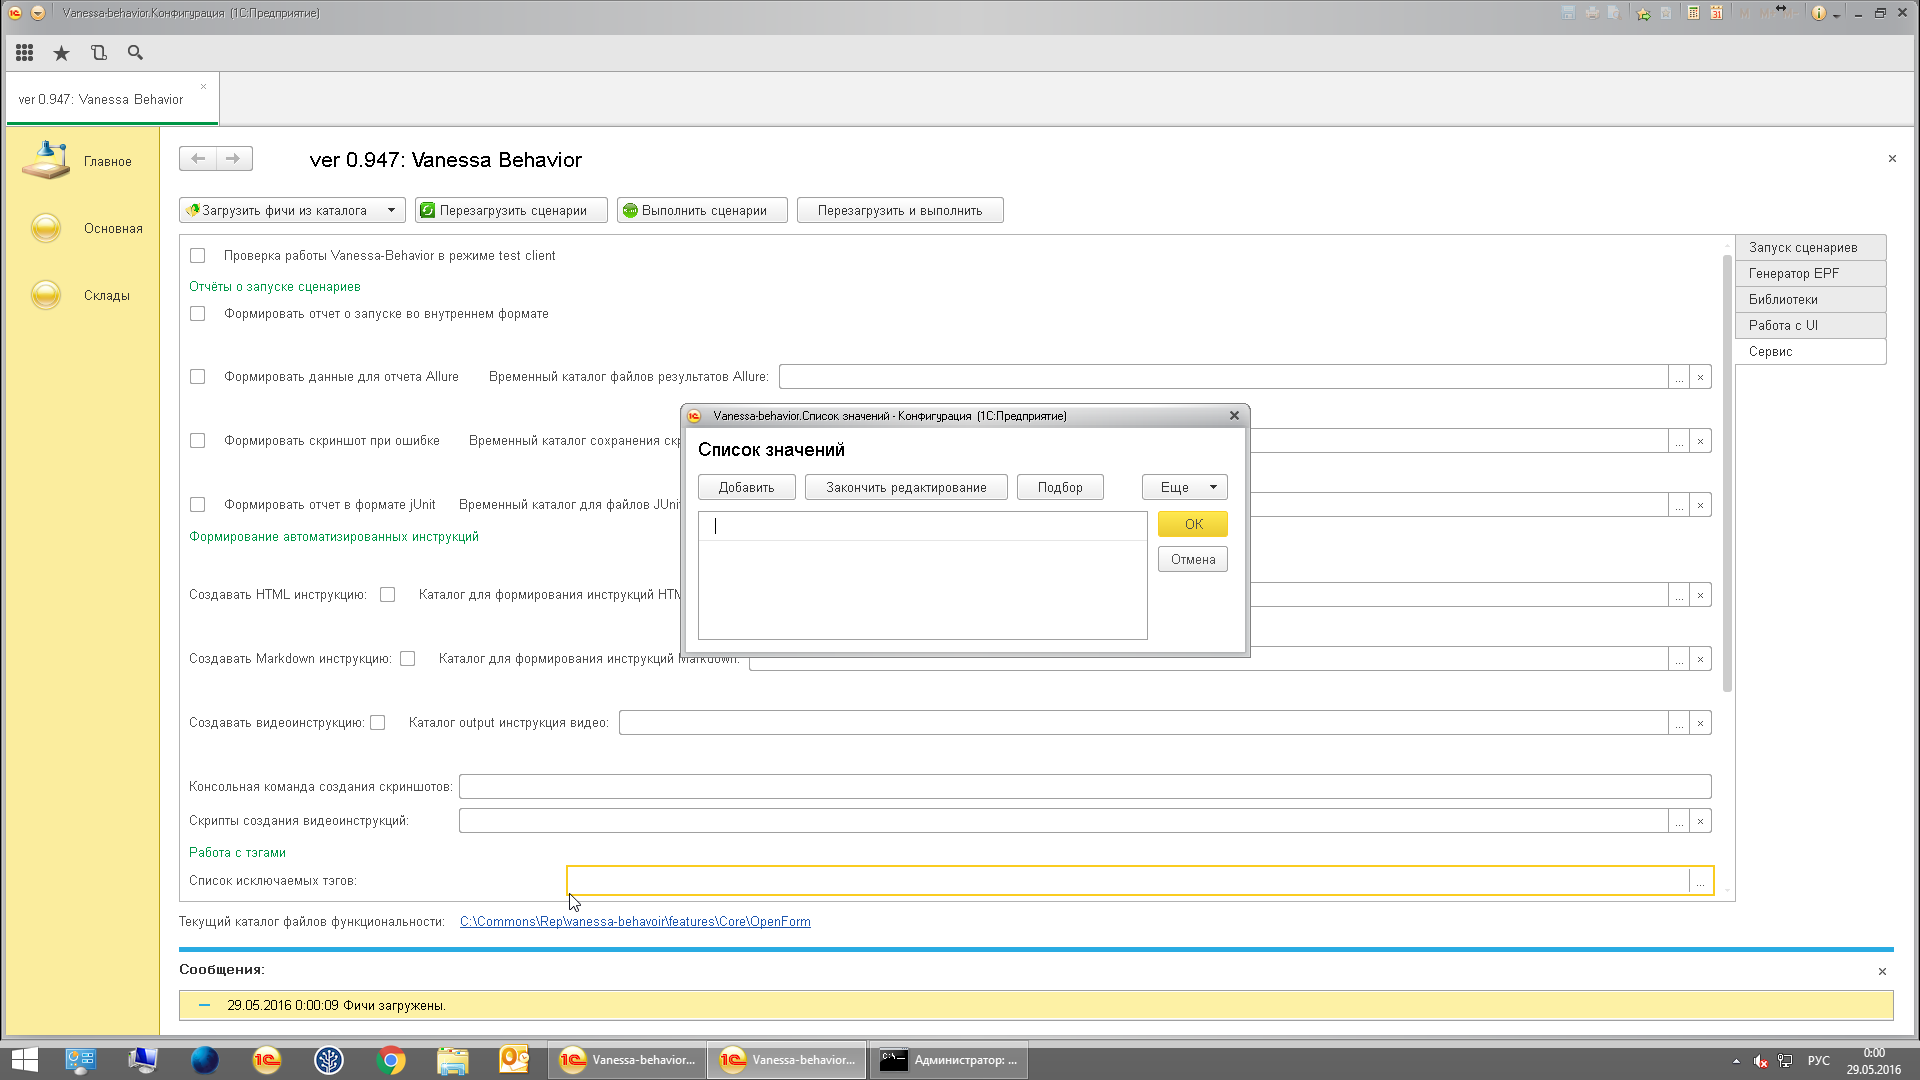 Vanessa-behavior.Конфигурация (1С:Предприятие)
ver 0.947: Vanessa Behavior
Главное
Основная
Склады
ver 0.947: Vanessa Behavior
Загрузить фичи из каталога
Перезагрузить сценарии
Выполнить сценарии
Перезагрузить и выполнить
Запуск сценариев
Генератор EPF
Библиотеки
Работа с UI
Сервис
Проверка работы Vanessa-Behavior в режиме test client
Отчёты о запуске сценариев
Формировать отчет о запуске во внутреннем формате
Формировать данные для отчета Allure Временный каталог файлов результатов Allure:
Формировать скриншот при ошибке Временный каталог сохранения скр
Формировать отчет в формате jUnit Временный каталог для файлов JUni
Формирование автоматизированных инструкций
Создавать HTML инструкцию: Каталог для формирования инструкций HTM
Создавать Markdown инструкцию: Каталог для формирования инструкций Markdown:
Создавать видеоинструкцию: Каталог output инструкция видео:
Консольная команда создания скриншотов:
Скрипты создания видеоинструкций:
Работа с тэгами
Список исключаемых тэгов:
Текущий каталог файлов функциональности: C:\Commons\Rep\vanessa-behavoir\features\Core\OpenForm
Vanessa-behavior.Список значений - Конфигурация (1С:Предприятие)
Список значений
Добавить
Закончить редактирование
Подбор
Еще
ОК
Отмена
Сообщения:
29.05.2016 0:00:09 Фичи загружены.
Vanessa-behavior...
Vanessa-behavior...
Администратор: ...
РУС
0:00
29.05.2016